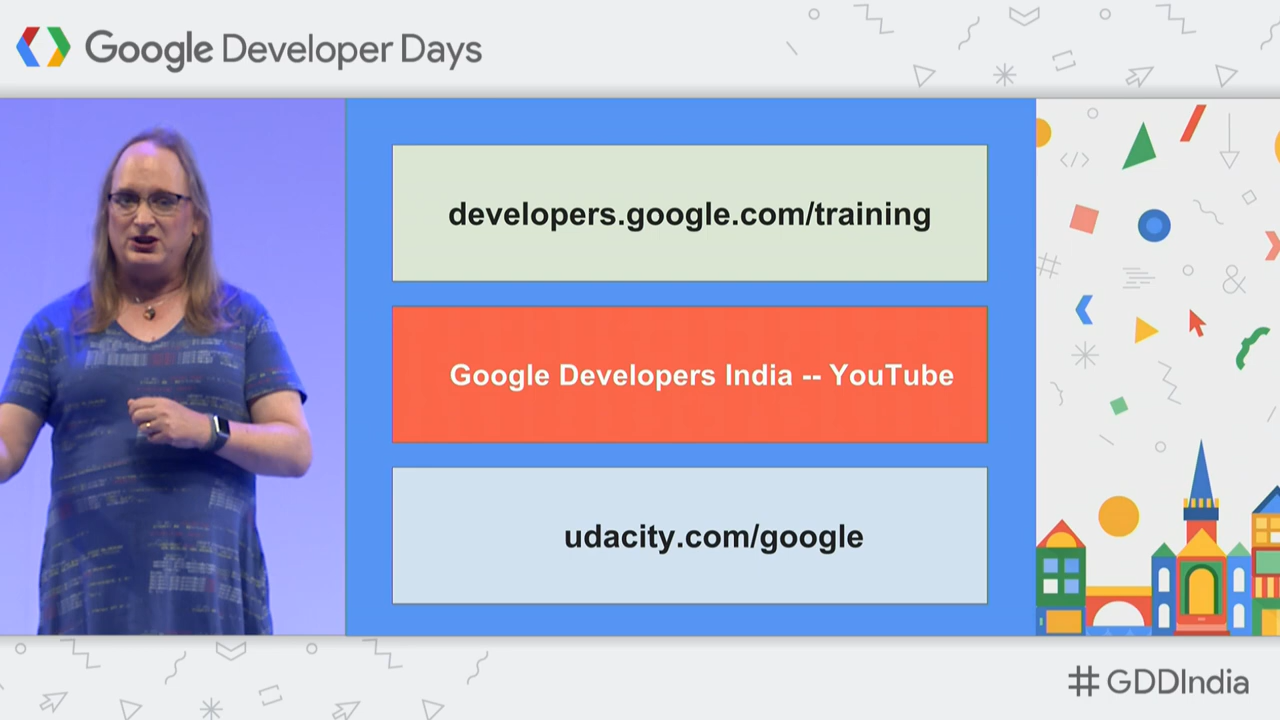 Google Developer Days
developers.google.com/training
Google Developers India -- YouTube
udacity.com/google
#GDDIndia